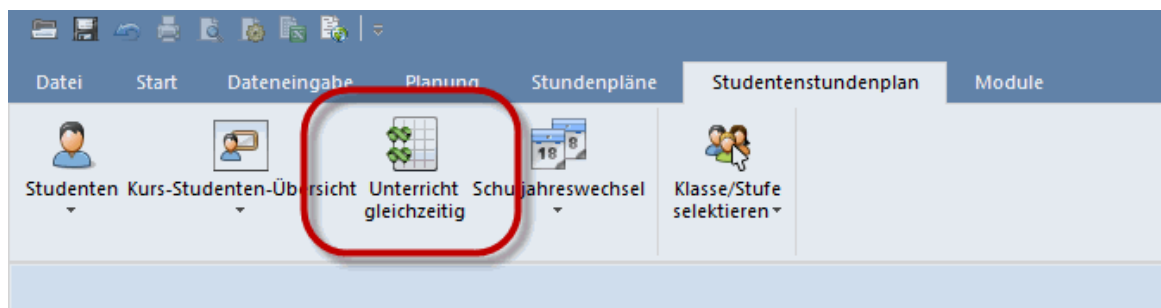 Datei Start Dateneingabe Planung Stundenpläne Studentenstundenplan Module
18 8
Studenten Kurs-Studenten-Übersicht Unterricht gleichzeitig Schuljahreswechsel Klasse/Stufe selektieren